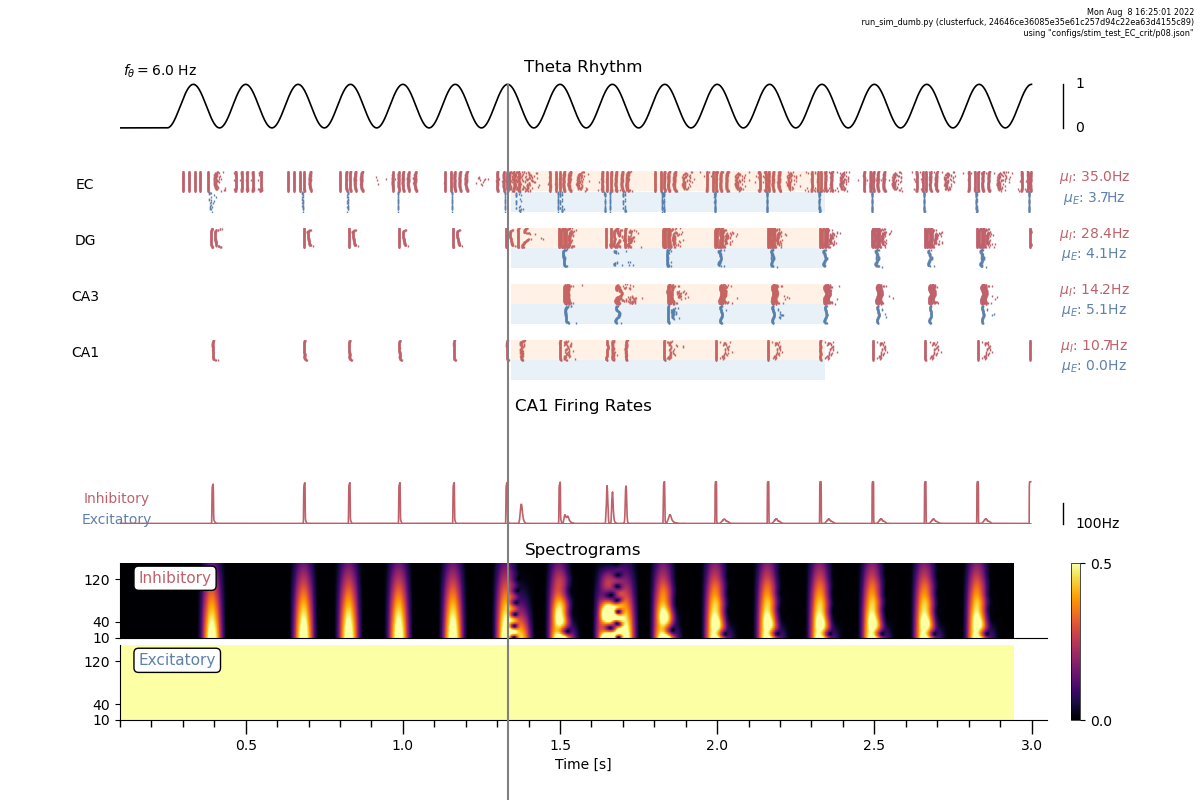 Mon Aug  8 16:25:01 2022
run_sim_dumb.py (clusterfuck, 24646ce36085e35e61c257d94c22ea63d4155c89)
using "configs/stim_test_EC_crit/p08.json"
fθ = 6.0 Hz
Theta Rhythm
1
0
EC
μI: 35.0Hz
μE: 3.7Hz
DG
μI: 28.4Hz
μE: 4.1Hz
CA3
μI: 14.2Hz
μE: 5.1Hz
CA1
μI: 10.7Hz
μE: 0.0Hz
CA1 Firing Rates
Inhibitory
Excitatory
100Hz
Spectrograms
120
40
10
Inhibitory
0.5
0.0
120
40
10
Excitatory
0.5 1.0 1.5 2.0 2.5 3.0
Time [s]